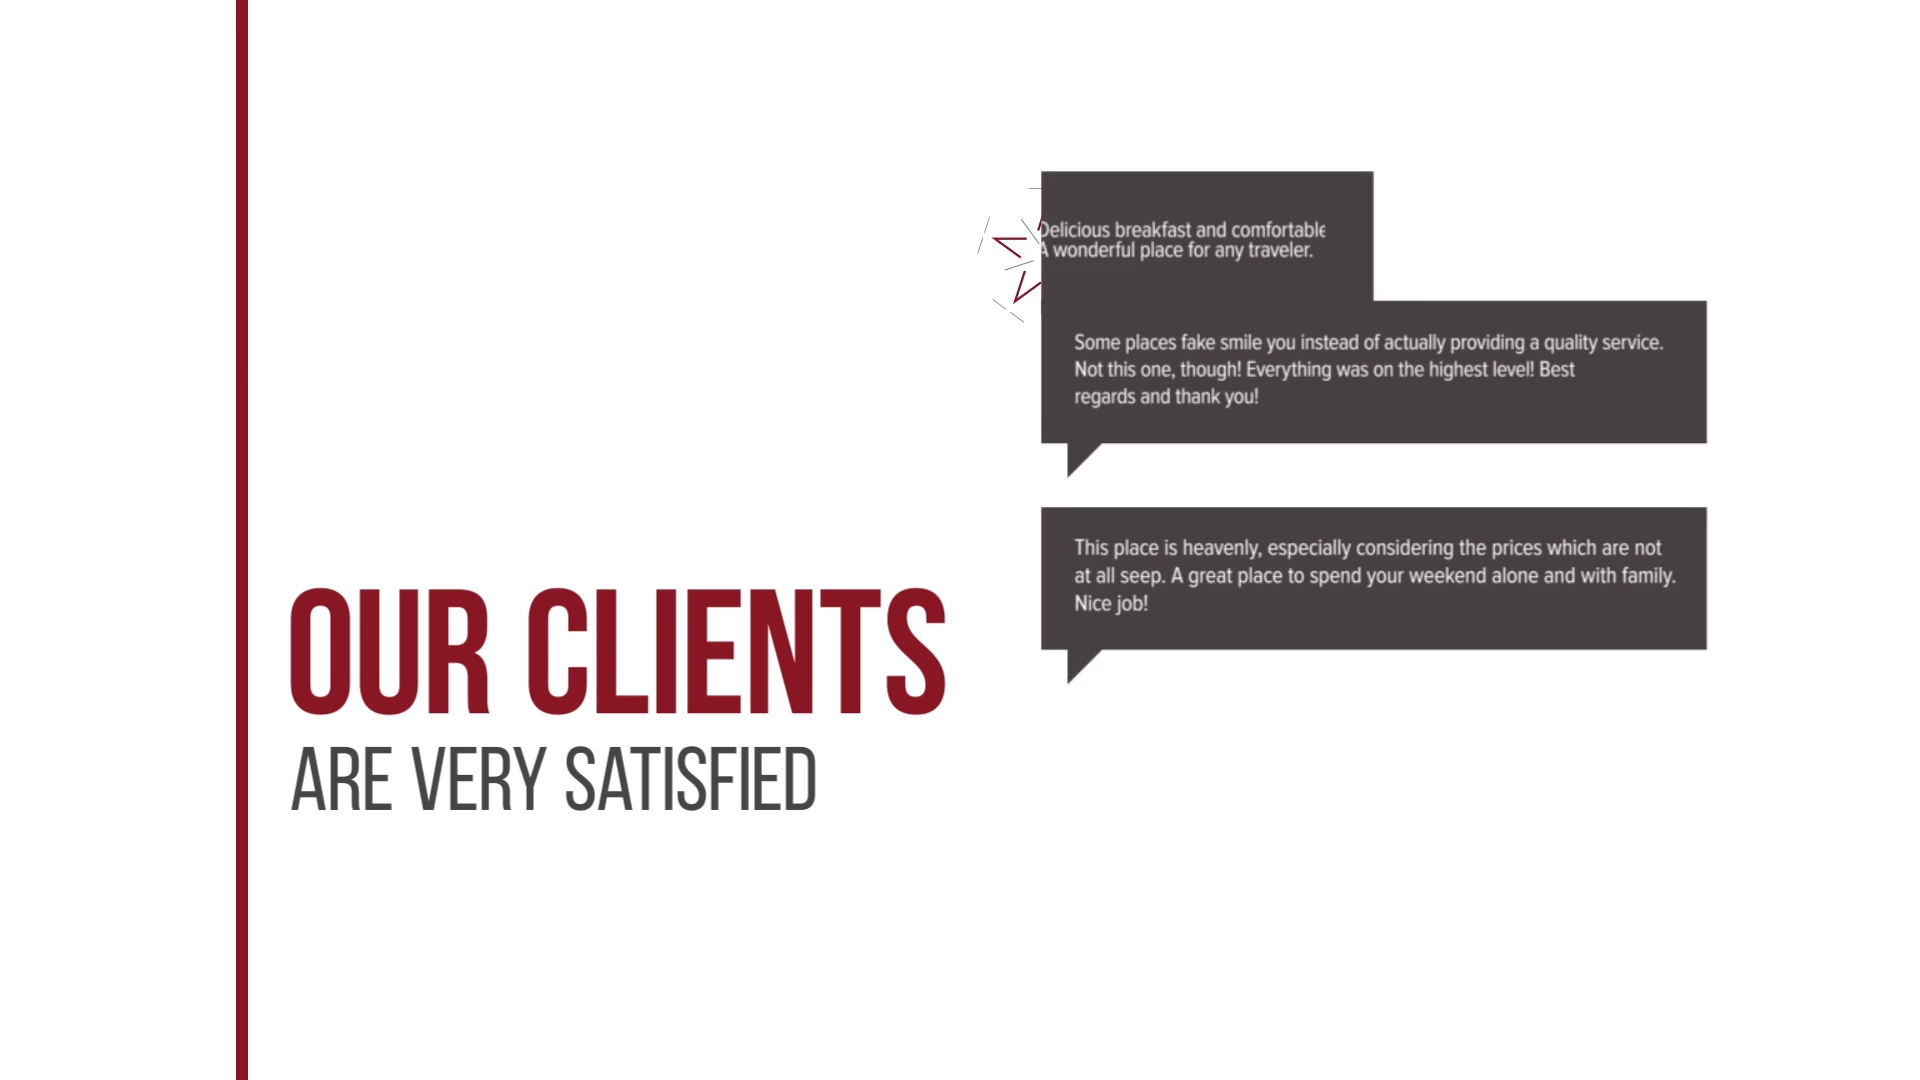 Delicious breakfast and comfortable
A wonderful place for any traveler.
Some places fake smile you instead of actually providing a quality service.
Not this one, though! Everything was on the highest level! Best
regards and thank you!
This place is heavenly, especially considering the prices which are not
at all seep. A great place to spend your weekend alone and with family.
Nice job!
OUR CLIENTS
ARE VERY SATISFIED